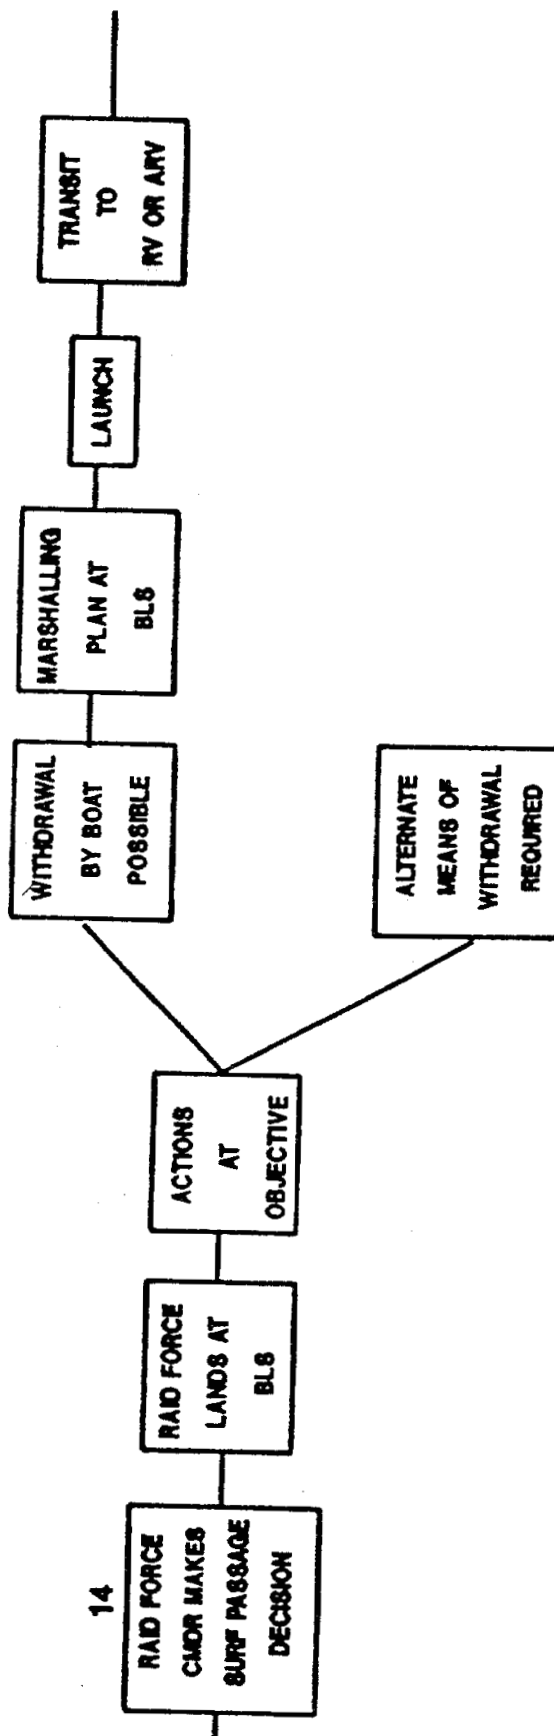 14
RAID FORCE
CMDR MAKES
SURF PASSAGE
DECISION
RAID FORCE
LANDS AT
BLS
ACTIONS
AT
OBJECTIVE
WITHDRAWAL
BY BOAT
POSSIBLE
MARSHALLING
PLAN AT
BLS
LAUNCH
TRANSIT
TO
RV OR ARV
ALTERNATE
MEANS OF
WITHDRAWAL
REQUIRED